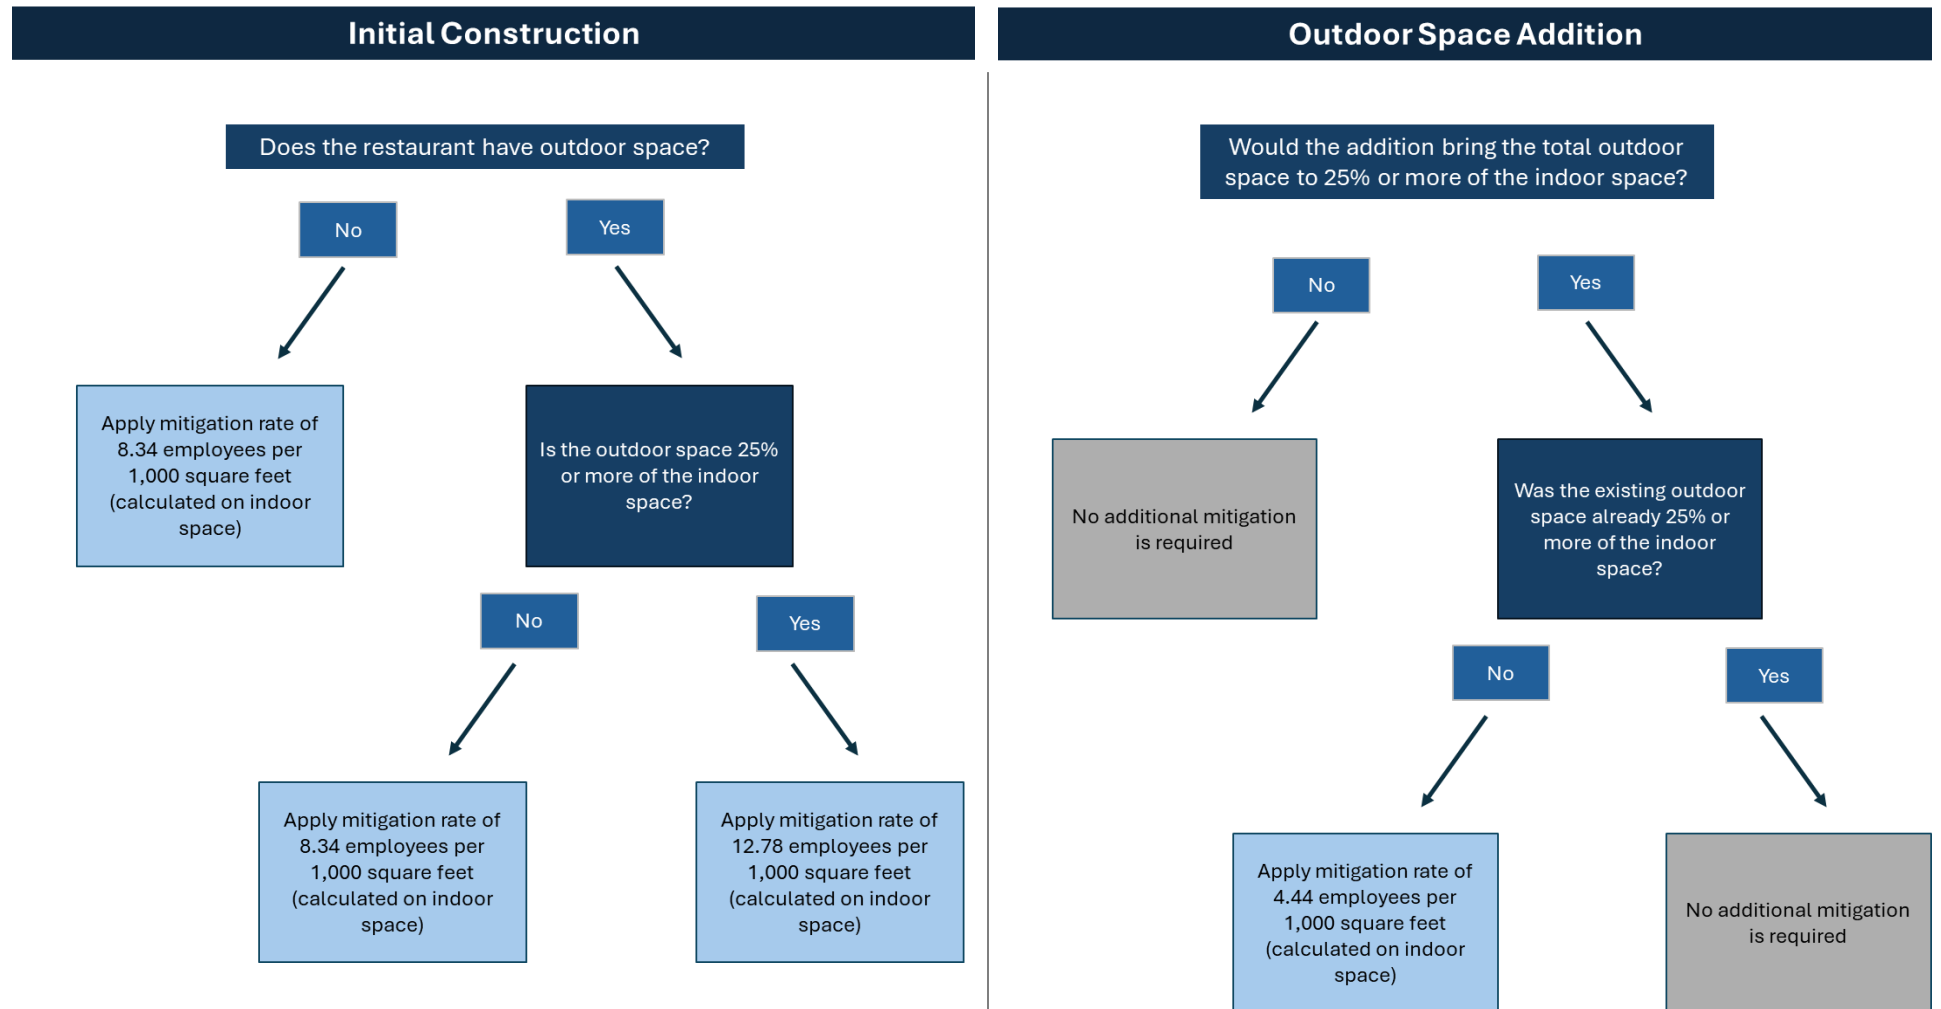 Initial Construction
Does the restaurant have outdoor space?
No
Yes
Apply mitigation rate of
8.34 employees per
1,000 square feet
(calculated on indoor
space)
Is the outdoor space 25%
or more of the indoor
space?
No
Yes
Apply mitigation rate of
8.34 employees per
1,000 square feet
(calculated on indoor
space)
Apply mitigation rate of
12.78 employees per
1,000 square feet
(calculated on indoor
space)
Outdoor Space Addition
Would the addition bring the total outdoor
space to 25% or more of the indoor space?
No
Yes
No additional mitigation
is required
Was the existing outdoor
space already 25% or
more of the indoor
space?
No
Yes
Apply mitigation rate of
4.44 employees per
1,000 square feet
(calculated on indoor
space)
No additional mitigation
is required